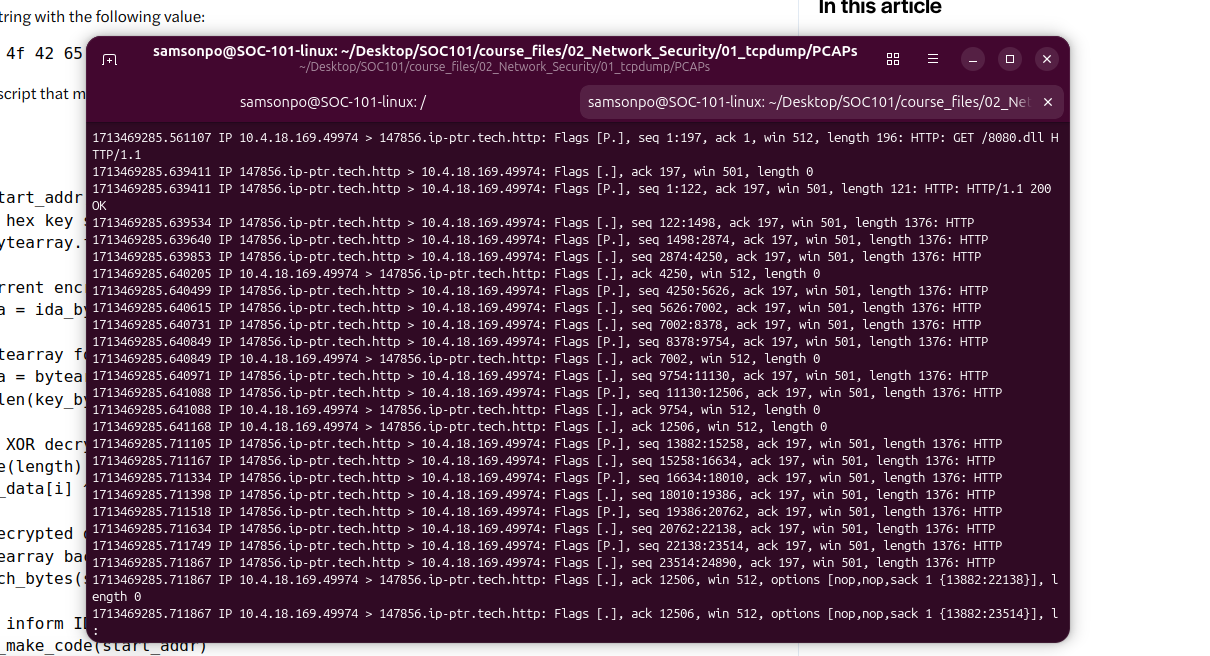 tring with the following value:
In this article
4f 42 65
script that m
tart_addr
hex key
ytearray.
rrent enc
a = ida_by
tearray fo
a = bytear
len(key_by
XOR decry
e(length)
_data[i]
ecrypted
earray bac
ch_bytes(s
inform I
_make_code(start_addr)
samsonpo@SOC-101-linux: ~/Desktop/SOC101/course_files/02_Network_Security/01_tcpdump/PCAPs
~/Desktop/SOC101/course_files/02_Network_Security/01_tcpdump/PCAPs
samsonpo@SOC-101-linux: /
samsonpo@SOC-101-linux: ~/Desktop/SOC101/course_files/02_Net
1713469285.561107 IP 10.4.18.169.49974 > 147856.ip-ptr.tech.http: Flags [P.], seq 1:197, ack 1, win 512, length 196: HTTP: GET /8080.dll H
TTP/1.1
1713469285.639411 IP 147856.ip-ptr.tech.http > 10.4.18.169.49974: Flags [.], ack 197, win 501, length 0
1713469285.639411 IP 147856.ip-ptr.tech.http > 10.4.18.169.49974: Flags [P.], seq 1:122, ack 197, win 501, length 121: HTTP: HTTP/1.1 200
OK
1713469285.639534 IP 147856.ip-ptr.tech.http > 10.4.18.169.49974: Flags [.], seq 122:1498, ack 197, win 501, length 1376: HTTP
1713469285.639640 IP 147856.ip-ptr.tech.http > 10.4.18.169.49974: Flags [P.], seq 1498:2874, ack 197, win 501, length 1376: HTTP
1713469285.639853 IP 147856.ip-ptr.tech.http > 10.4.18.169.49974: Flags [.], seq 2874:4250, ack 197, win 501, length 1376: HTTP
1713469285.640205 IP 10.4.18.169.49974 > 147856.ip-ptr.tech.http: Flags [.], ack 4250, win 512, length 0
1713469285.640499 IP 147856.ip-ptr.tech.http > 10.4.18.169.49974: Flags [P.], seq 4250:5626, ack 197, win 501, length 1376: HTTP
1713469285.640615 IP 147856.ip-ptr.tech.http > 10.4.18.169.49974: Flags [.], seq 5626:7002, ack 197, win 501, length 1376: HTTP
1713469285.640731 IP 147856.ip-ptr.tech.http > 10.4.18.169.49974: Flags [.], seq 7002:8378, ack 197, win 501, length 1376: HTTP
1713469285.640849 IP 147856.ip-ptr.tech.http > 10.4.18.169.49974: Flags [P.], seq 8378:9754, ack 197, win 501, length 1376: HTTP
1713469285.640849 IP 10.4.18.169.49974 > 147856.ip-ptr.tech.http: Flags [.], ack 7002, win 512, length 0
1713469285.640971 IP 147856.ip-ptr.tech.http > 10.4.18.169.49974: Flags [.], seq 9754:11130, ack 197, win 501, length 1376: HTTP
1713469285.641088 IP 147856.ip-ptr.tech.http > 10.4.18.169.49974: Flags [P.], seq 11130:12506, ack 197, win 501, length 1376: HTTP
1713469285.641088 IP 10.4.18.169.49974 > 147856.ip-ptr.tech.http: Flags [.], ack 9754, win 512, length 0
1713469285.641168 IP 10.4.18.169.49974 > 147856.ip-ptr.tech.http: Flags [.], ack 12506, win 512, length 0
1713469285.711105 IP 147856.ip-ptr.tech.http > 10.4.18.169.49974: Flags [P.], seq 13882:15258, ack 197, win 501, length 1376: HTTP
1713469285.711167 IP 147856.ip-ptr.tech.http > 10.4.18.169.49974: Flags [.], seq 15258:16634, ack 197, win 501, length 1376: HTTP
1713469285.711334 IP 147856.ip-ptr.tech.http > 10.4.18.169.49974: Flags [P.], seq 16634:18010, ack 197, win 501, length 1376: HTTP
1713469285.711398 IP 147856.ip-ptr.tech.http > 10.4.18.169.49974: Flags [.], seq 18010:19386, ack 197, win 501, length 1376: HTTP
1713469285.711518 IP 147856.ip-ptr.tech.http > 10.4.18.169.49974: Flags [P.], seq 19386:20762, ack 197, win 501, length 1376: HTTP
1713469285.711634 IP 147856.ip-ptr.tech.http > 10.4.18.169.49974: Flags [.], seq 20762:22138, ack 197, win 501, length 1376: HTTP
1713469285.711749 IP 147856.ip-ptr.tech.http > 10.4.18.169.49974: Flags [P.], seq 22138:23514, ack 197, win 501, length 1376: HTTP
1713469285.711867 IP 147856.ip-ptr.tech.http > 10.4.18.169.49974: Flags [.], seq 23514:24890, ack 197, win 501, length 1376: HTTP
1713469285.711867 IP 10.4.18.169.49974 > 147856.ip-ptr.tech.http: Flags [.], ack 12506, win 512, options [nop,nop,sack 1 {13882:22138}], l
ength 0
1713469285.711867 IP 10.4.18.169.49974 > 147856.ip-ptr.tech.http: Flags [.], ack 12506, win 512, options [nop,nop,sack 1 {13882:23514}], l
: